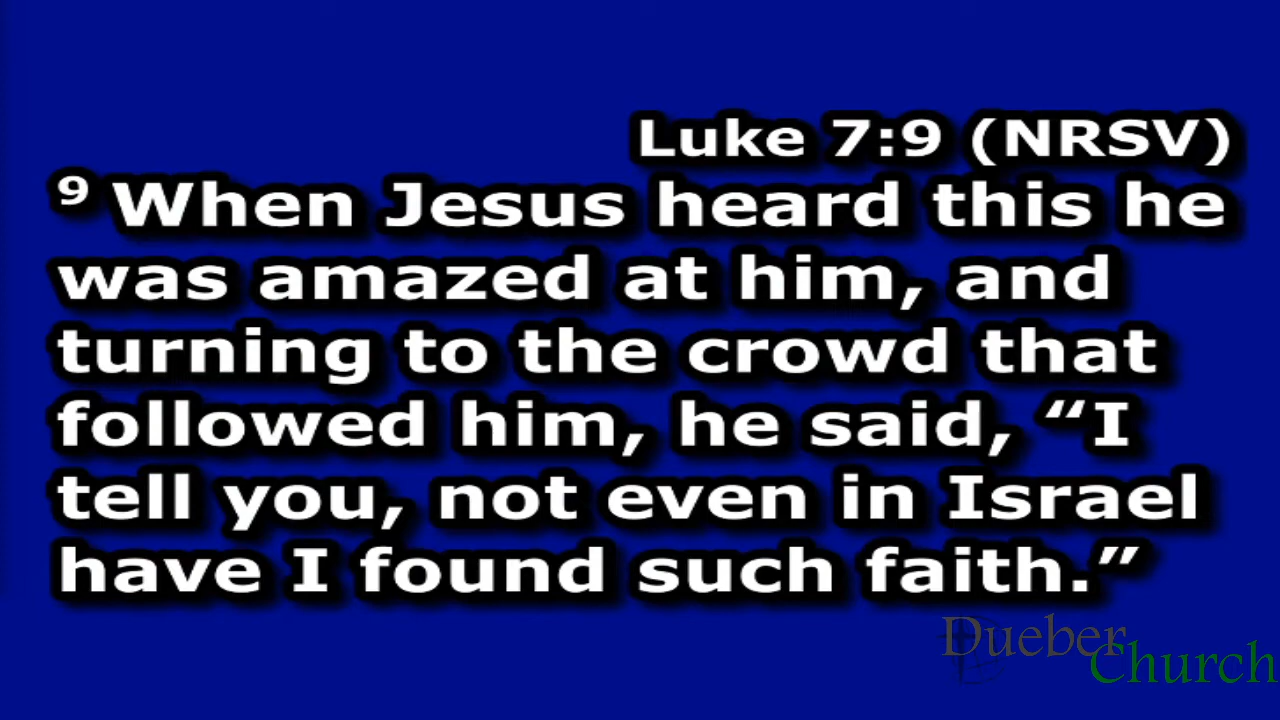 Luke 7:9 (NRSV)
9 When Jesus heard this he
was amazed at him, and
turning to the crowd that
followed him, he said, “I
tell you, not even in Israel
have I found such faith.”
Dueber
Church